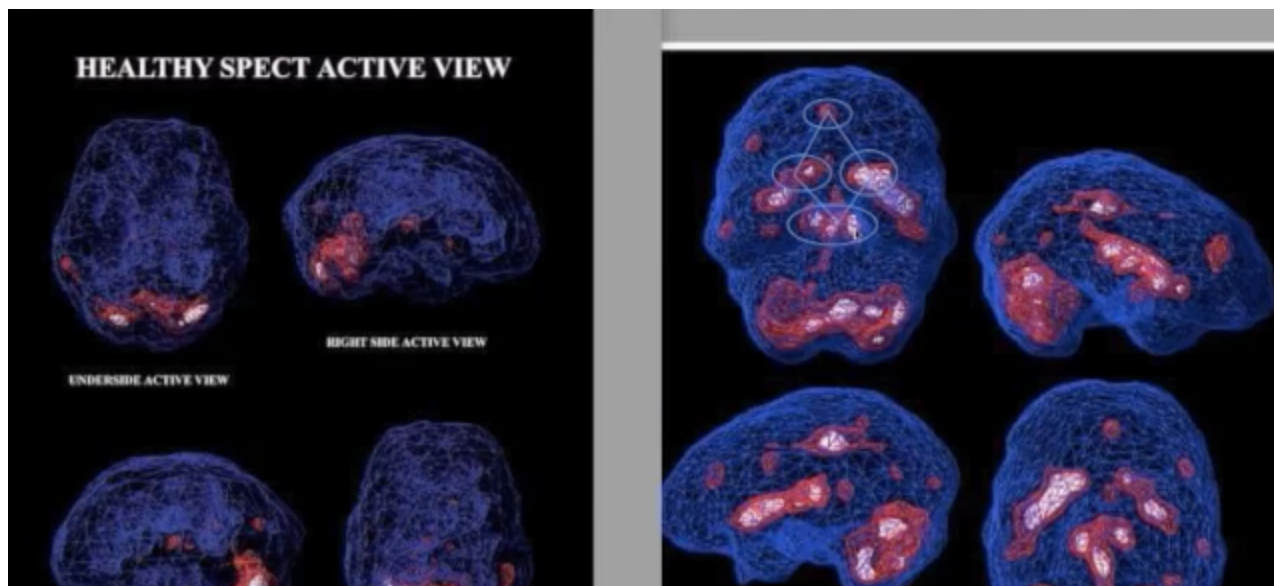 HEALTHY SPECT ACTIVE VIEW
RIGHT SIDE ACTIVE VIEW
UNDERSIDE ACTIVE VIEW